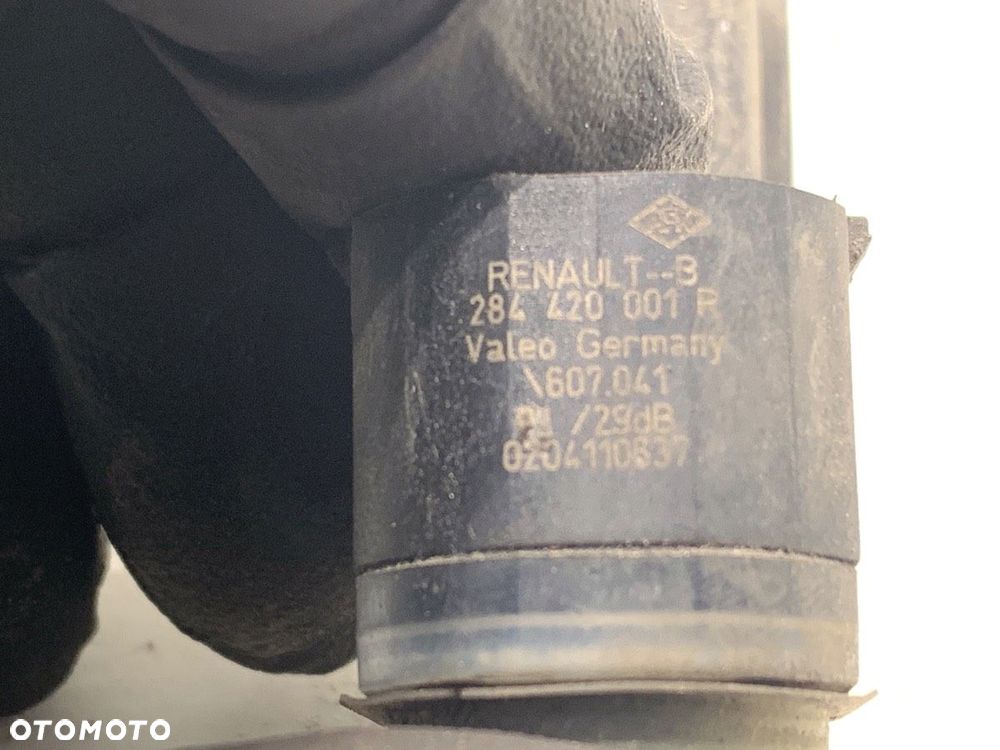 RENAULT--B
284 420 001 R
Valeo Germany
\607.041
/29dB
0204110837
OTOMOTO